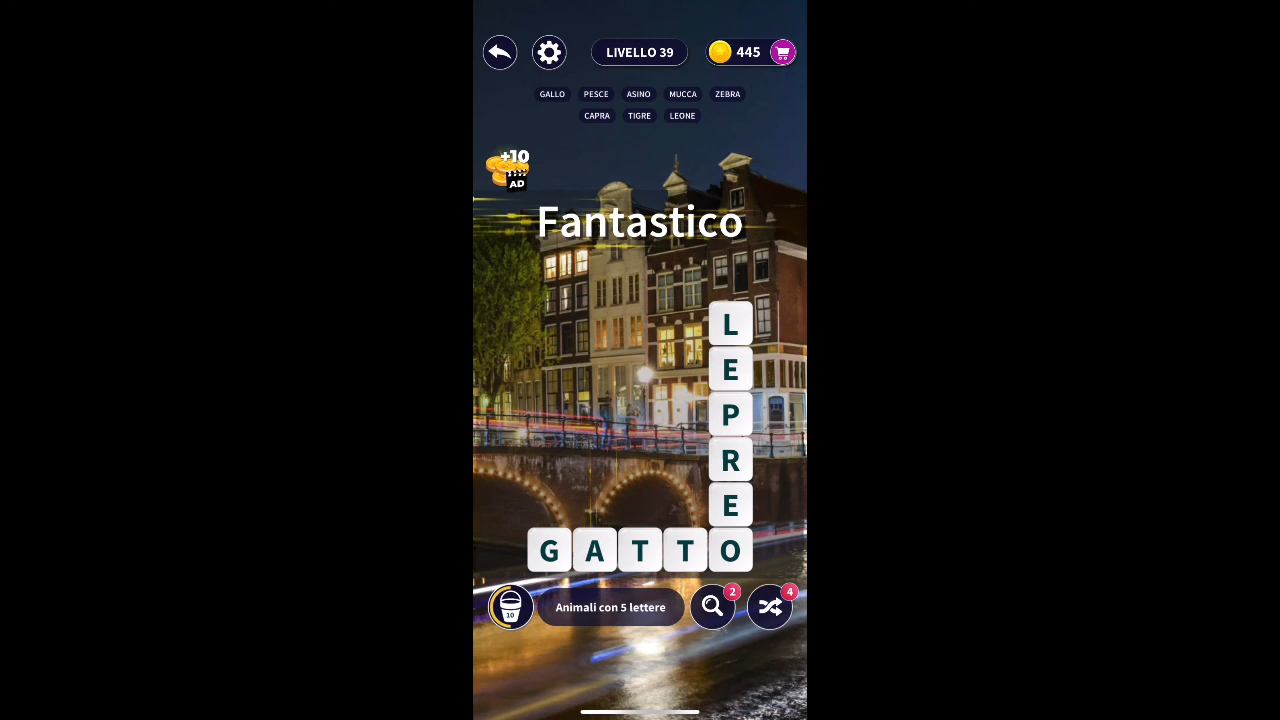 LIVELLO 39 445
GALLO PESCE ASINO MUCCA ZEBRA
CAPRA TIGRE LEONE
+10
AD
Fantastico
L
E
P
R
E
G A T T O
10 Animali con 5 lettere 2 4